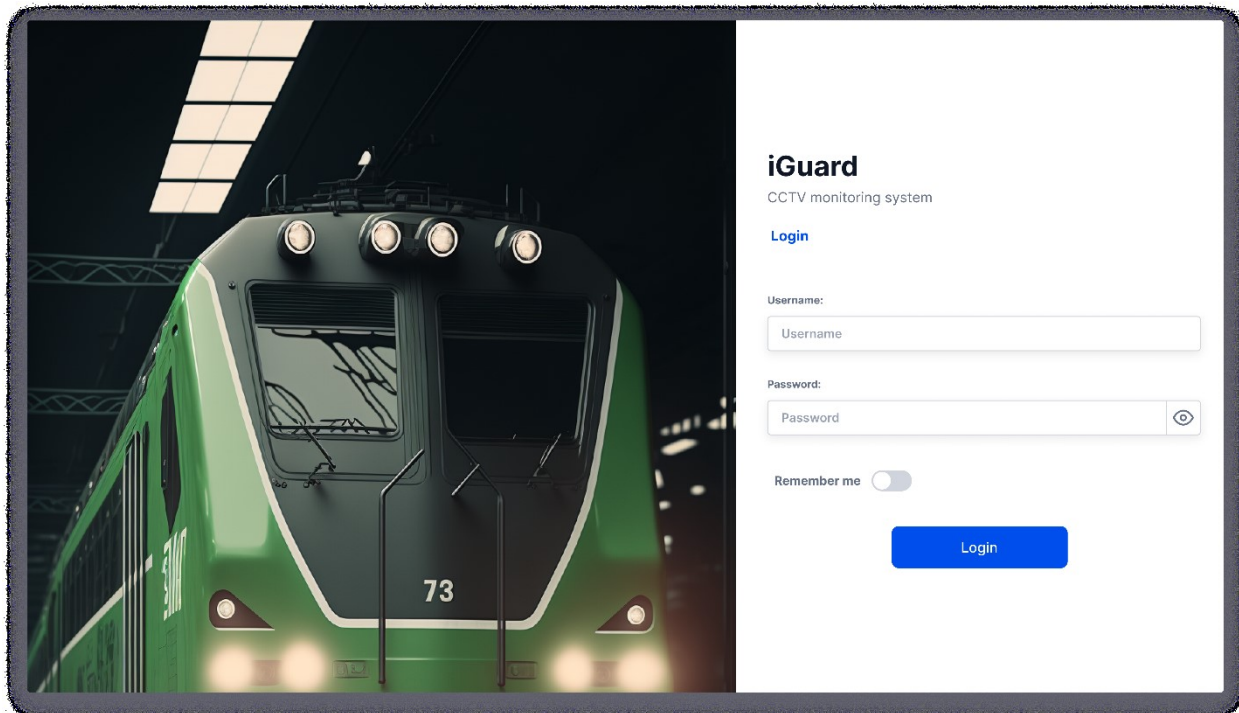 73
iGuard
CCTV monitoring system
Login
Username:
Username
Password:
Password
Remember me
Login